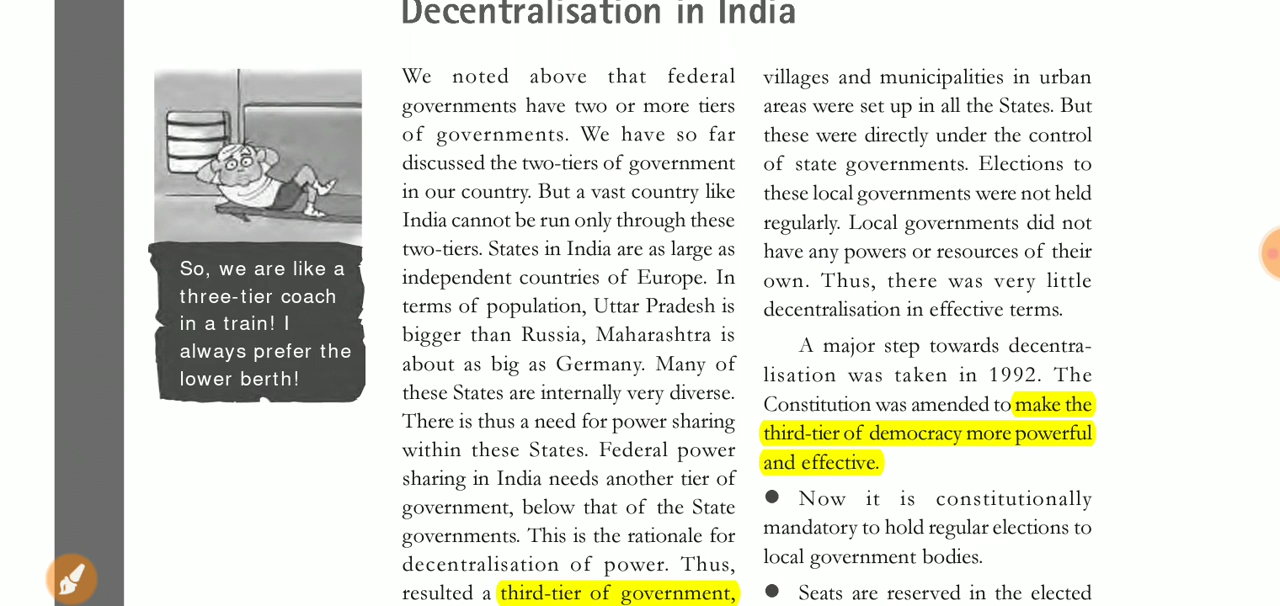 Decentralisation in India
So, we are like a
three-tier coach
in a train! I
always prefer the
lower berth!
We noted above that federal
governments have two or more tiers
of governments. We have so far
discussed the two-tiers of government
in our country. But a vast country like
India cannot be run only through these
two-tiers. States in India are as large as
independent countries of Europe. In
terms of population, Uttar Pradesh is
bigger than Russia, Maharashtra is
about as big as Germany. Many of
these States are internally very diverse.
There is thus a need for power sharing
within these States. Federal power
sharing in India needs another tier of
government, below that of the State
governments. This is the rationale for
decentralisation of power. Thus,
resulted a third-tier of government,
villages and municipalities in urban
areas were set up in all the States. But
these were directly under the control
of state governments. Elections to
these local governments were not held
regularly. Local governments did not
have any powers or resources of their
own. Thus, there was very little
decentralisation in effective terms.
A major step towards decentra-
lisation was taken in 1992. The
Constitution was amended to make the
third-tier of democracy more powerful
and effective.
● Now it is constitutionally
mandatory to hold regular elections to
local government bodies.
● Seats are reserved in the elected